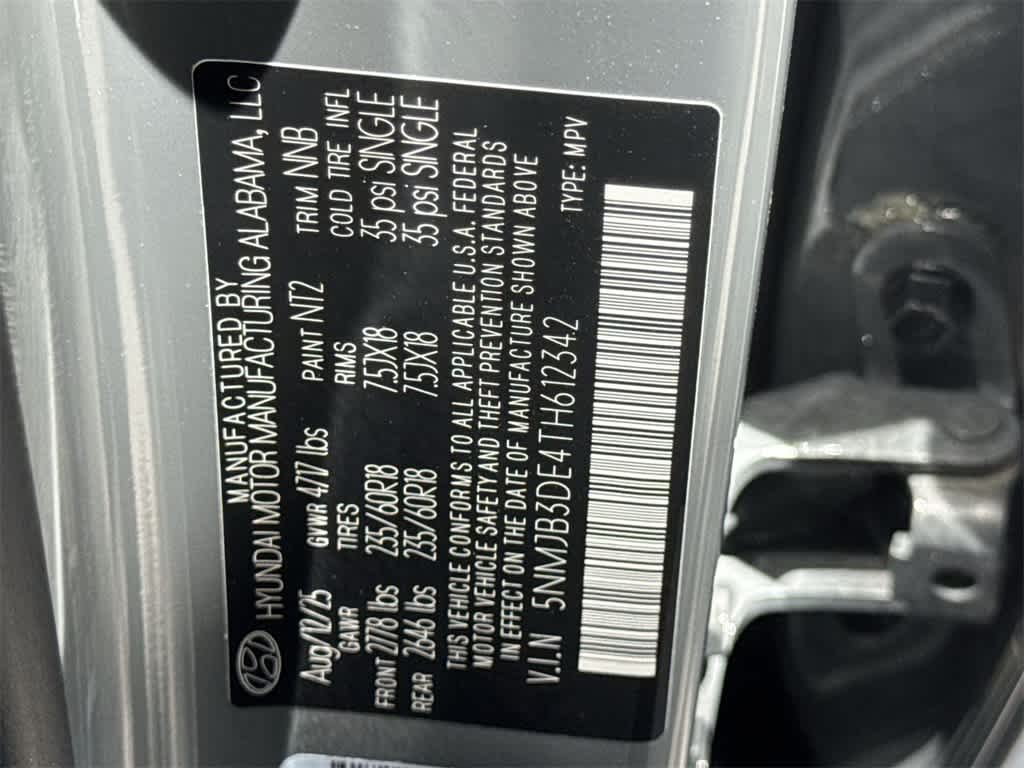 MANUFACTURED BY
HYUNDAI MOTOR MANUFACTURING ALABAMA, LLC
Aug/12/25 GVWR 4717 lbs PAINT NT2 TRIM NNB
GAWR TIRES RIMS COLD TIRE INFL
FRONT 2778 lbs 235/60R18 7.5JX18 35 psi SINGLE
REAR 2646 lbs 235/60R18 7.5JX18 35 psi SINGLE
THIS VEHICLE CONFORMS TO ALL APPLICABLE U.S.A. FEDERAL
MOTOR VEHICLE SAFETY AND THEFT PREVENTION STANDARDS
IN EFFECT ON THE DATE OF MANUFACTURE SHOWN ABOVE
V.I.N 5NMJB3DE4TH612342 TYPE: MPV